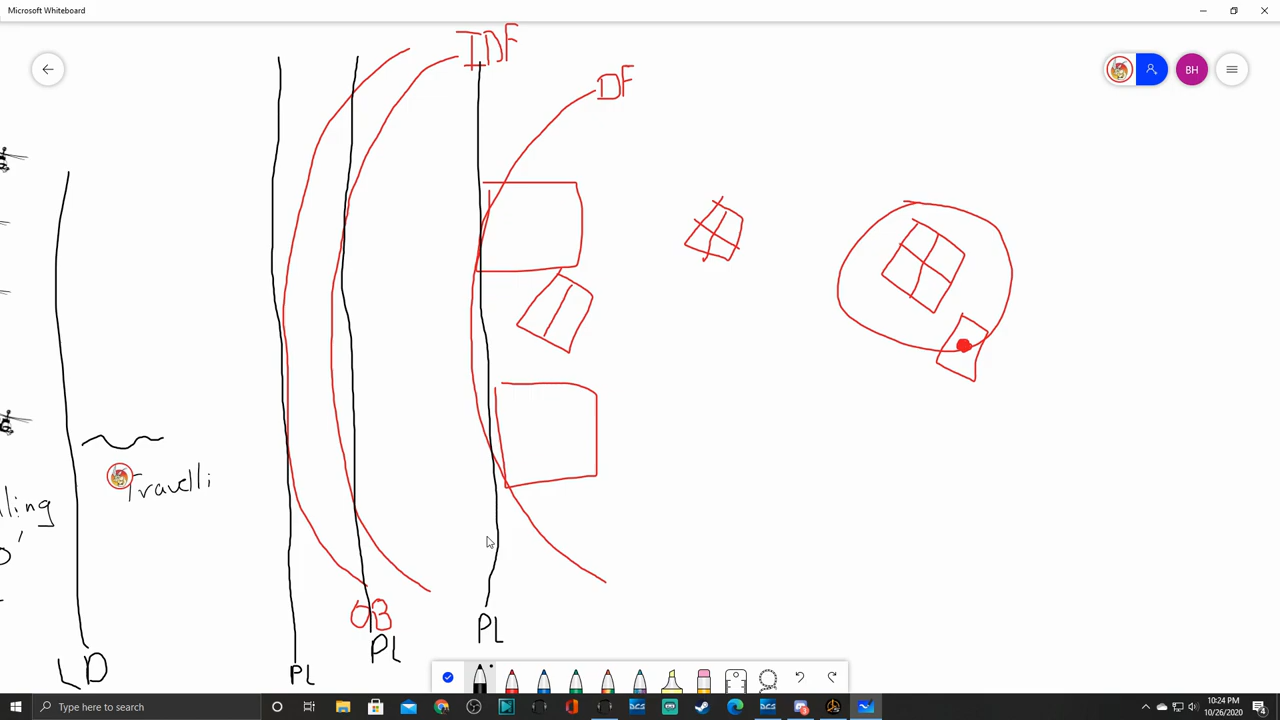 Microsoft Whiteboard
IDF
DF
BH
Travelli
lling
OB
PL
PL
PL
LD
Type here to search
10:24 PM
10/26/2020